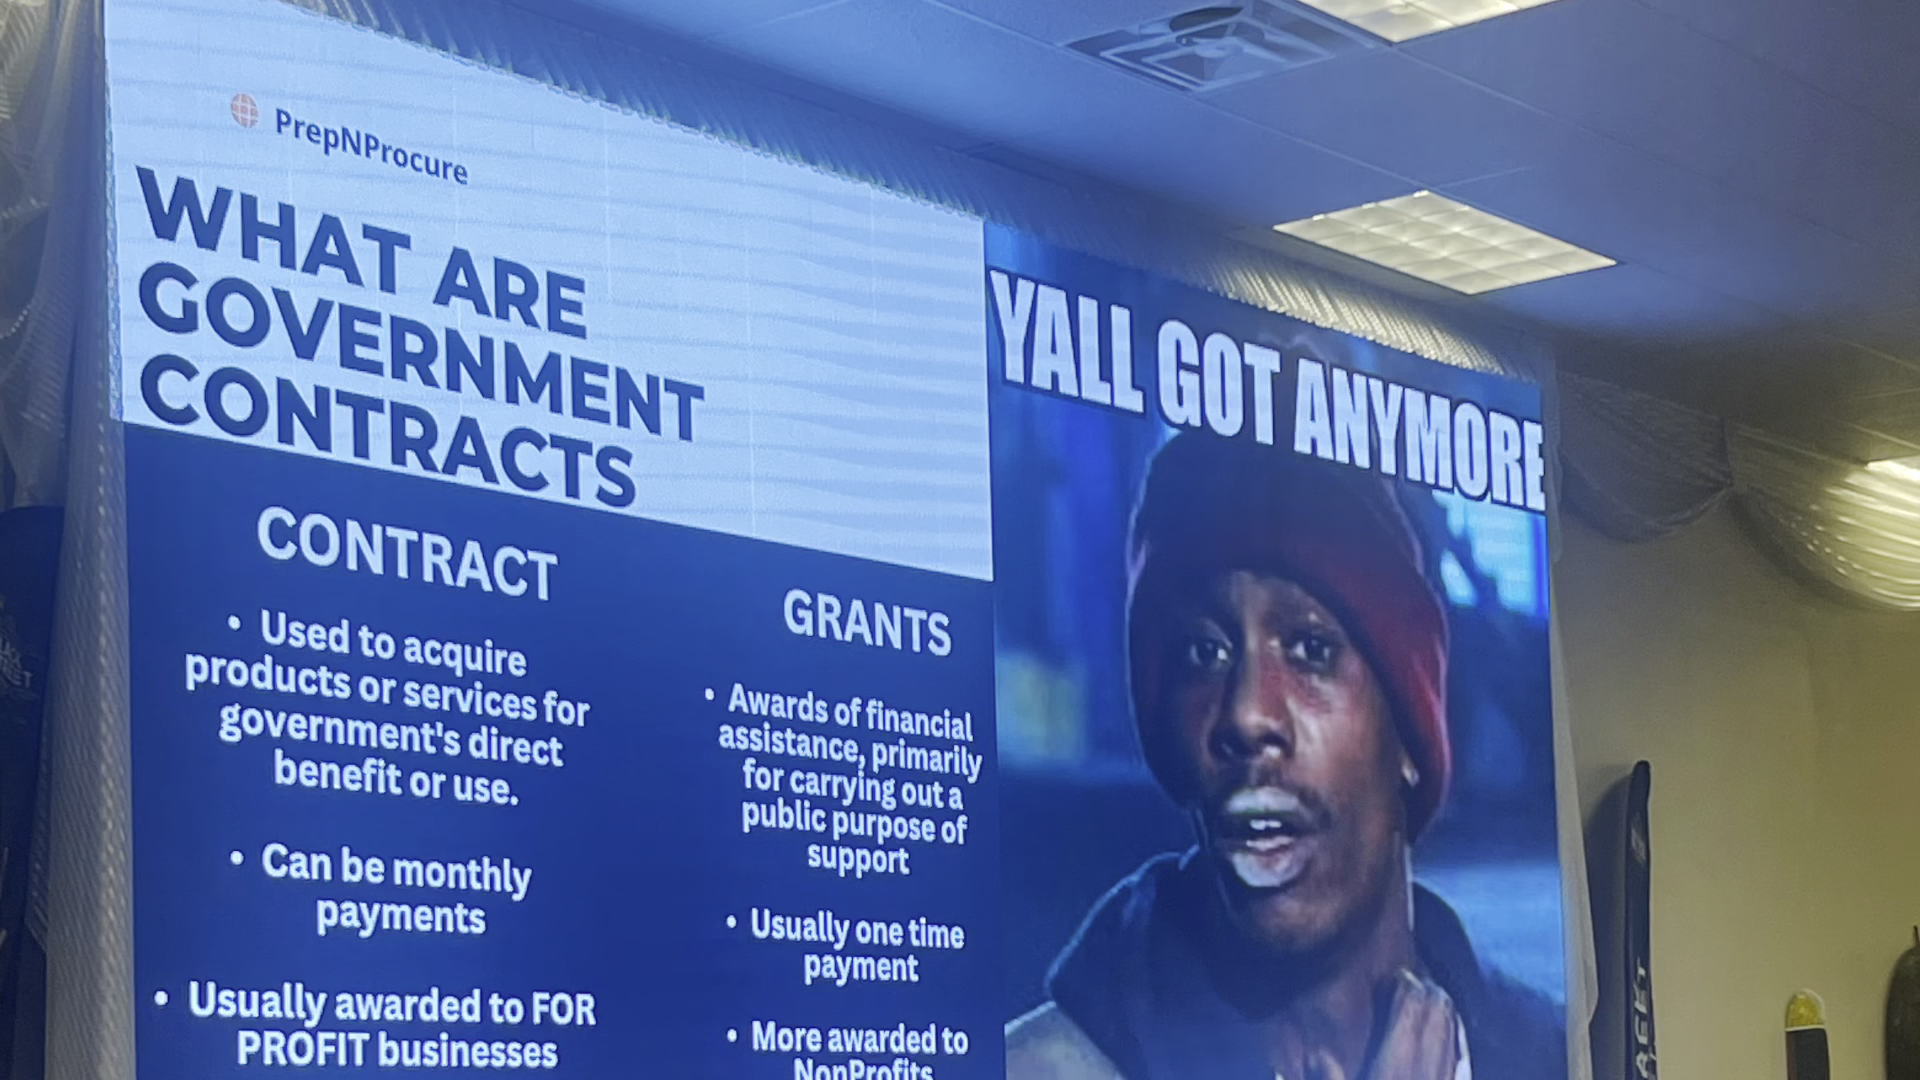 PrepNProcure
WHAT ARE
GOVERNMENT
CONTRACTS
CONTRACT
• Used to acquire
products or services for
government's direct
benefit or use.
• Can be monthly
payments
• Usually awarded to FOR
PROFIT businesses
GRANTS
• Awards of financial
assistance, primarily
for carrying out a
public purpose of
support
• Usually one time
payment
• More awarded to
NonProfits
YALL GOT ANYMORE